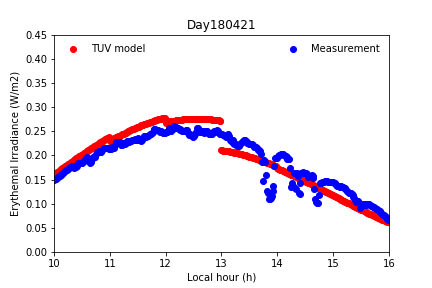 Day180421
TUV model
Measurement
Erythemal Irradiance (W/m2)
0.45
0.40
0.35
0.30
0.25
0.20
0.15
0.10
0.05
0.00
10 11 12 13 14 15 16
Local hour (h)